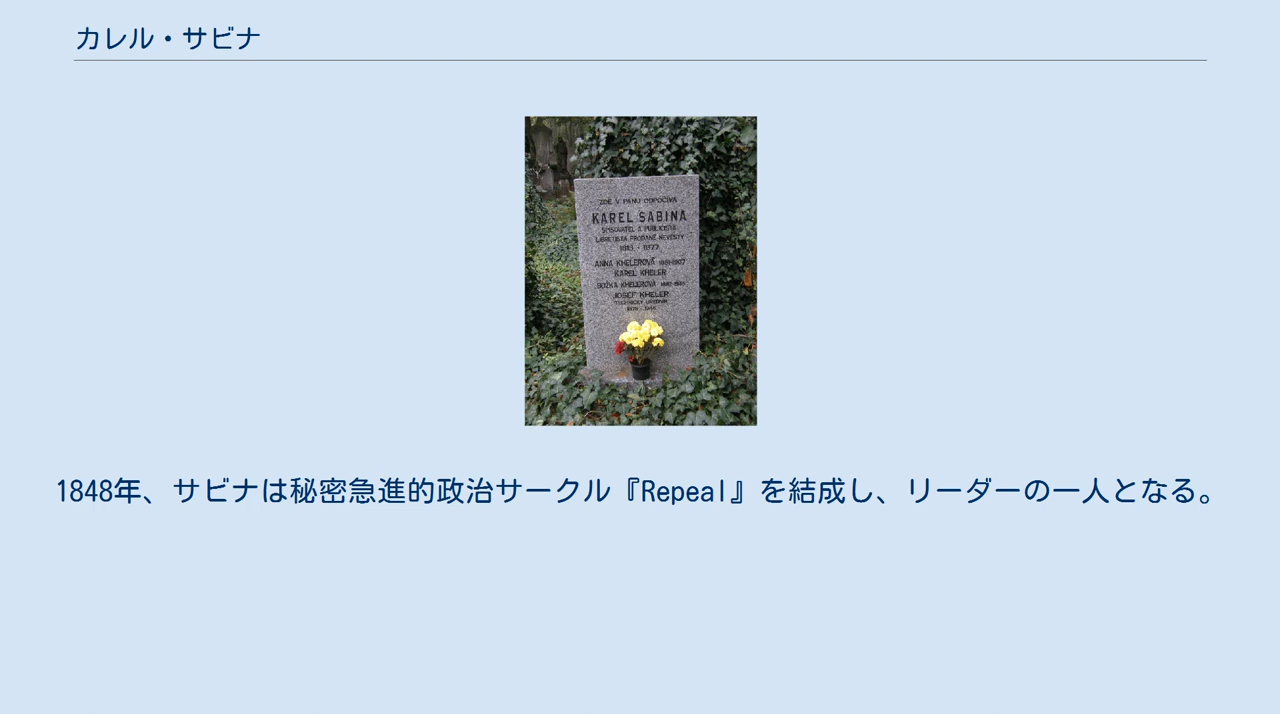 カレル・サビナ
ZDE V PÁNU ODPOČÍVÁ
KAREL SABINA
SPISOVATEL A PUBLICISTA
LIBRETISTA PRODANÉ NEVĚSTY
1813 - 1877
ANNA KHELEROVÁ
KAREL KHELER
BOŽKA KHELEROVÁ
JOSEF KHELER
1848年、サビナは秘密急進的政治サークル『Repeal』を結成し、リーダーの一人となる。